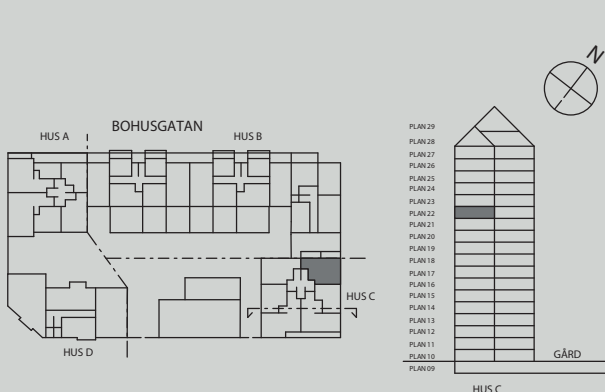 N
BOHUSGATAN
HUS A
HUS B
HUS C
HUS D
PLAN 29
PLAN 28
PLAN 27
PLAN 26
PLAN 25
PLAN 24
PLAN 23
PLAN 22
PLAN 21
PLAN 20
PLAN 19
PLAN 18
PLAN 17
PLAN 16
PLAN 15
PLAN 14
PLAN 13
PLAN 12
PLAN 11
PLAN 10
PLAN 09
GÅRD
HUS C